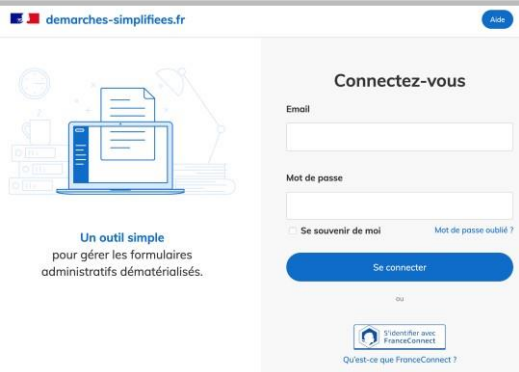 demarches-simplifiees.fr
Aide
Un outil simple
pour gérer les formulaires
administratifs dématérialisés.
Connectez-vous
Email
Mot de passe
Se souvenir de moi
Mot de passe oublié ?
Se connecter
ou
S'identifier avec
FranceConnect
Qu'est-ce que FranceConnect ?